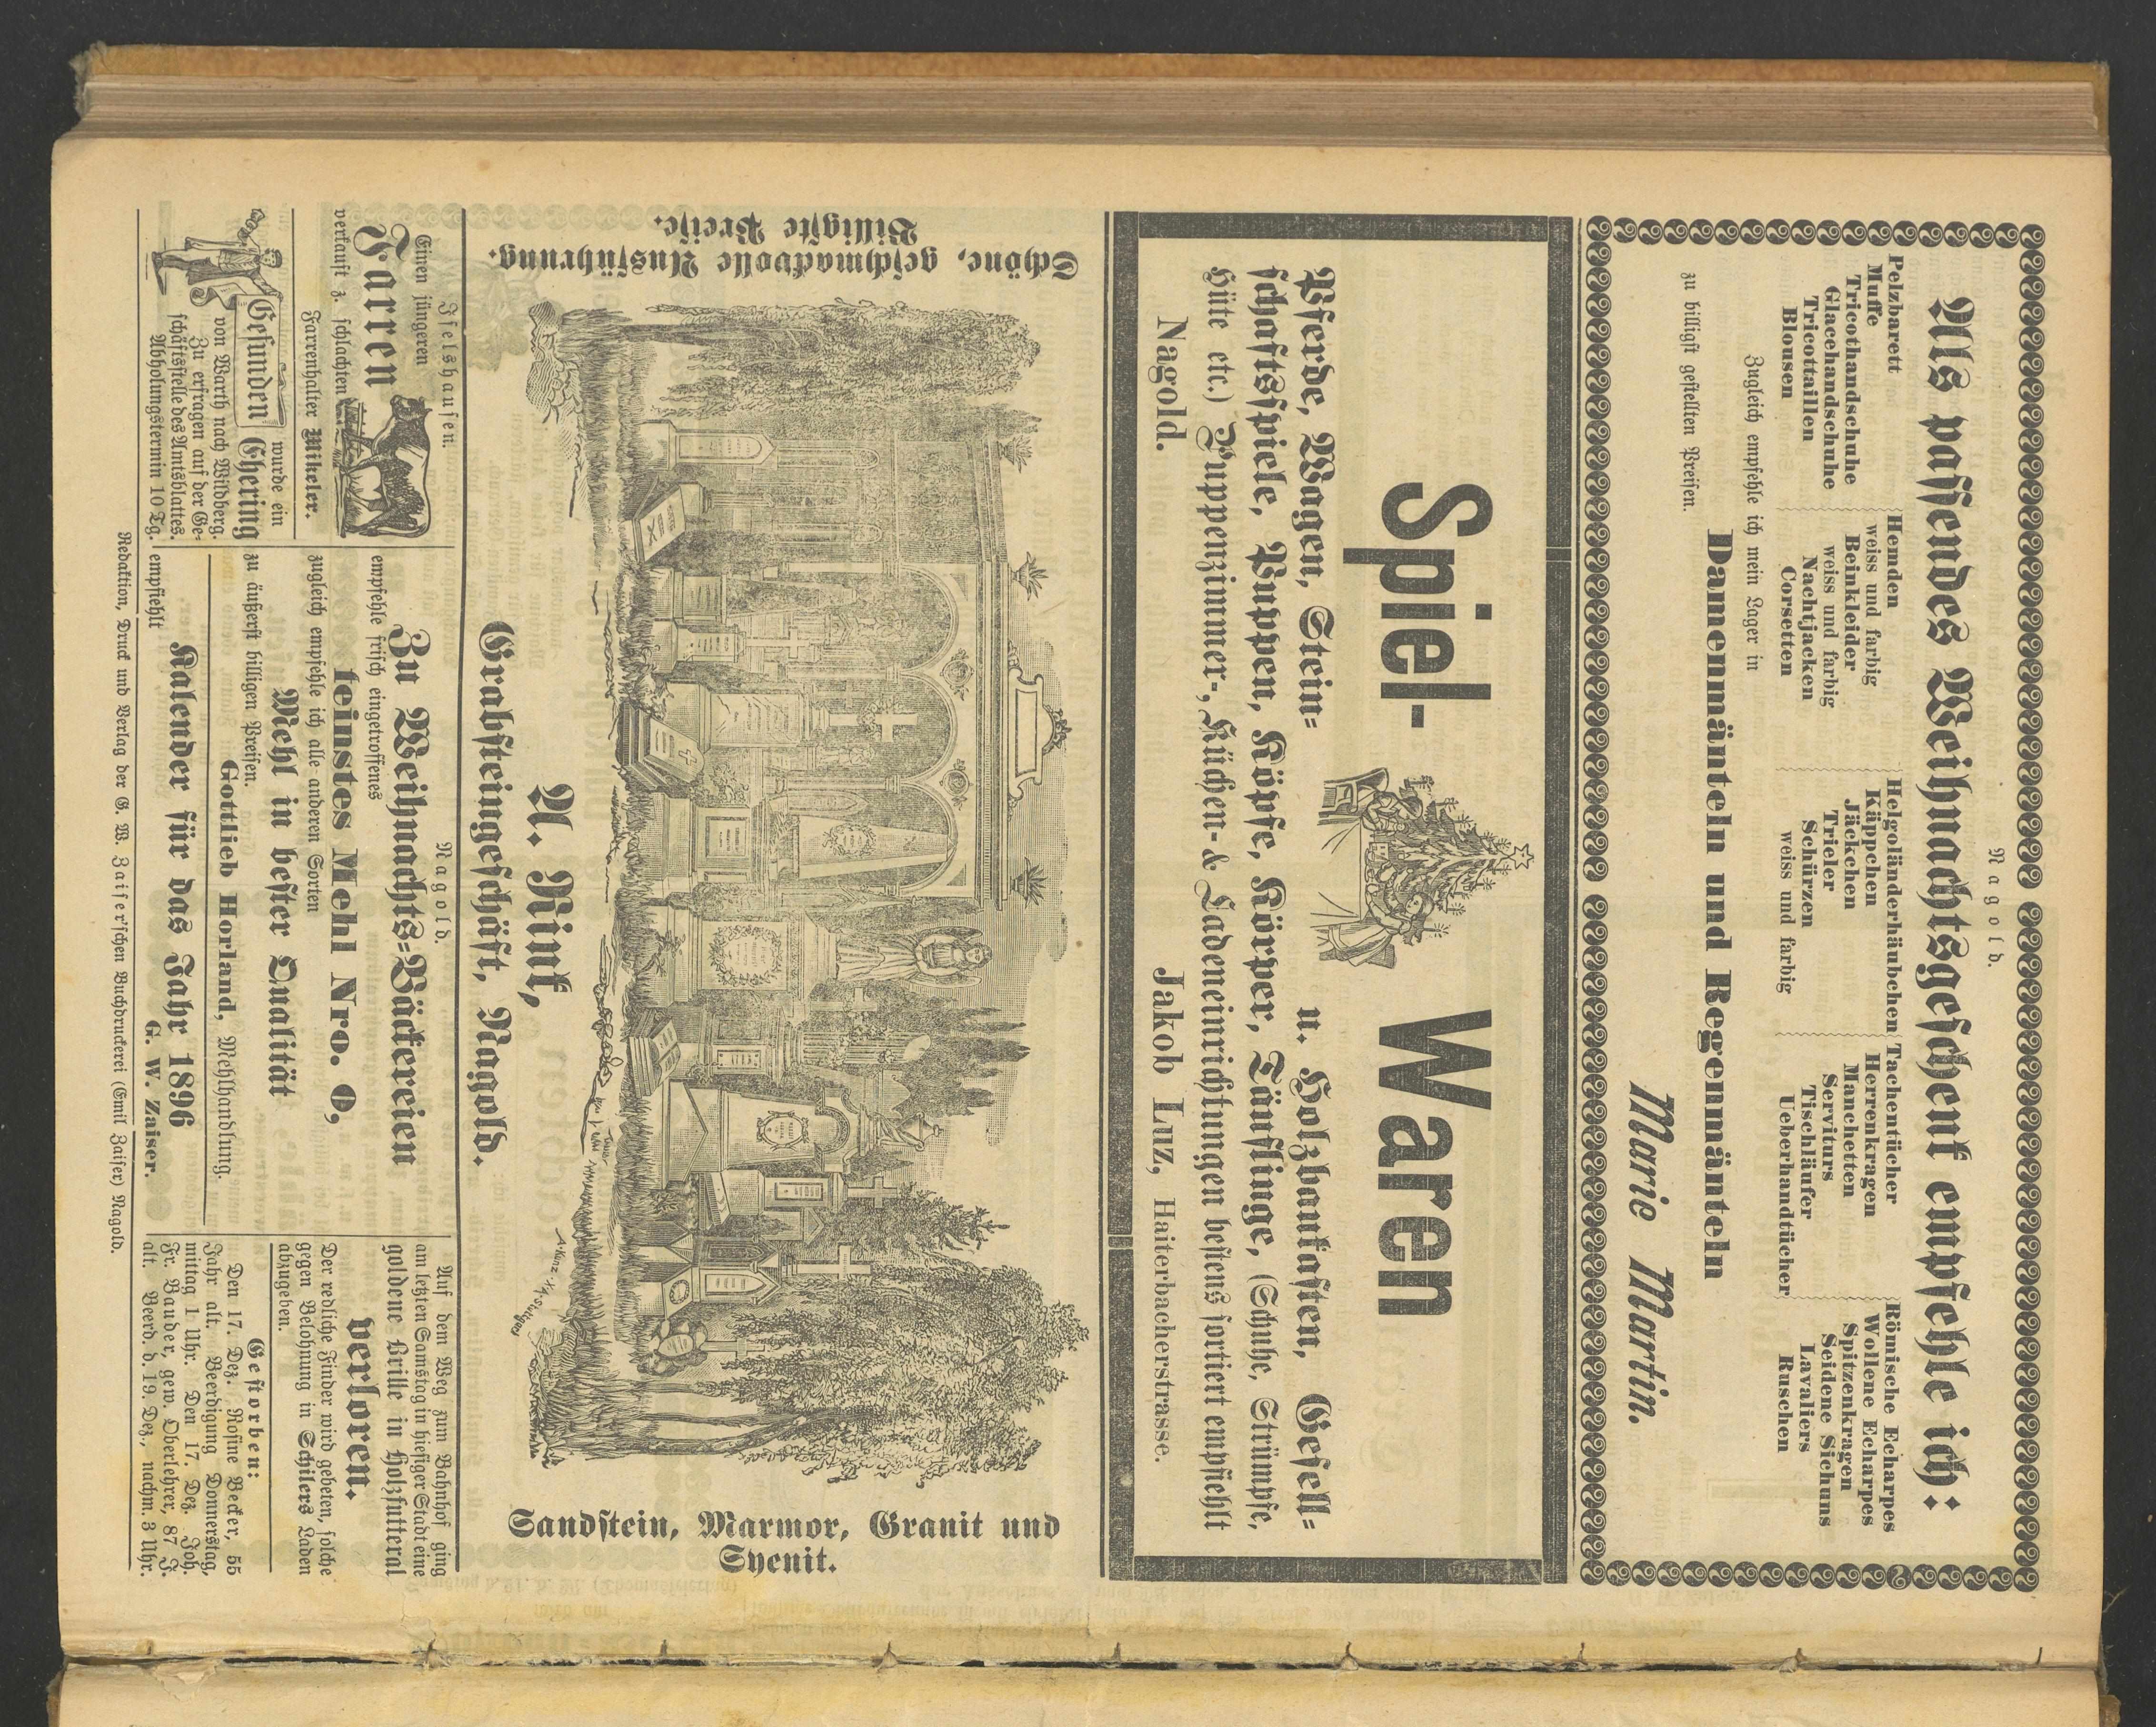 Nagold.
Als passendes Weihnachtsgeschenk empfehle ich:
Pelzbarett
Muffe
Tricothandschuhe
Glacehandschuhe
Tricottaillen
Blousen
Hemden
weiss und farbig
Beinkleider
weiss und farbig
Nachtjacken
Corsetten
Helgoländerhäubchen
Käppchen
Jäckchen
Trieler
Schürzen
weiss und farbig
Tachentücher
Herrenkragen
Manchetten
Serviturs
Tischläufer
Ueberhandtücher
Römische Echarpes
Wollene Echarpes
Spitzenkragen
Seidene Sichuns
Lavaliers
Ruschen
Zugleich empfehle ich mein Lager in
Damenmänteln und Regenmänteln
zu billigst gestellten Preisen.
Marie Martin.
Spiel- Waren
Pferde, Wagen, Stein- u. Holzbaukasten, Gesell-
schaftsspiele, Puppen, Köpfe, Körper, Täuflinge, (Schuhe, Strümpfe,
Hüte etc.) Puppenzimmer-, Küchen- & Ladeneinrichtungen bestens sortiert empfiehlt
Nagold. Jakob Luz, Haiterbacherstrasse.
Schöne, geschmackvolle Ausführung.
Billigste Preise.
Sandstein, Marmor, Granit und
Syenit.
A. Kunz X.A. Stuttgart
A. Rink,
Grabsteingeschäft, Nagold.
Iselshausen.
Einen jüngeren
Farren
verkauft z. schlachten
Farrenhalter Mikeler.
Gefunden wurde ein
Ehering
von Warth nach Wildberg.
Zu erfragen auf der Ge-
schäftsstelle des Amtsblattes.
Abholungstermin 10 Tg.
Nagold.
Zu Weihnachts-Bäckereien
empfehle frisch eingetroffenes
feinstes Mehl Nro. 0,
zugleich empfehle ich alle anderen Sorten
Mehl in bester Qualität
zu äußerst billigen Preisen.
Gottlieb Horland, Mehlhandlung.
Kalender für das Jahr 1896
empfiehlt G. W. Zaiser.
Auf dem Weg zum Bahnhof ging
am letzten Samstag in hiesiger Stadt eine
goldene Brille in Holzfutteral
verloren.
Der redliche Finder wird gebeten, solche
gegen Belohnung in Schilers Laden
abzugeben.
Gestorben:
Den 17. Dez. Rosine Becker, 55
Jahr alt. Beerdigung Donnerstag,
mittag 1 Uhr. Den 17. Dez. Joh.
Fr. Bauder, gew. Oberlehrer, 87 J.
alt. Beerd. d. 19. Dez., nachm. 3 Uhr.
Redaktion, Druck und Verlag der G. W. Zaiser'schen Buchdruckerei (Emil Zaiser) Nagold.